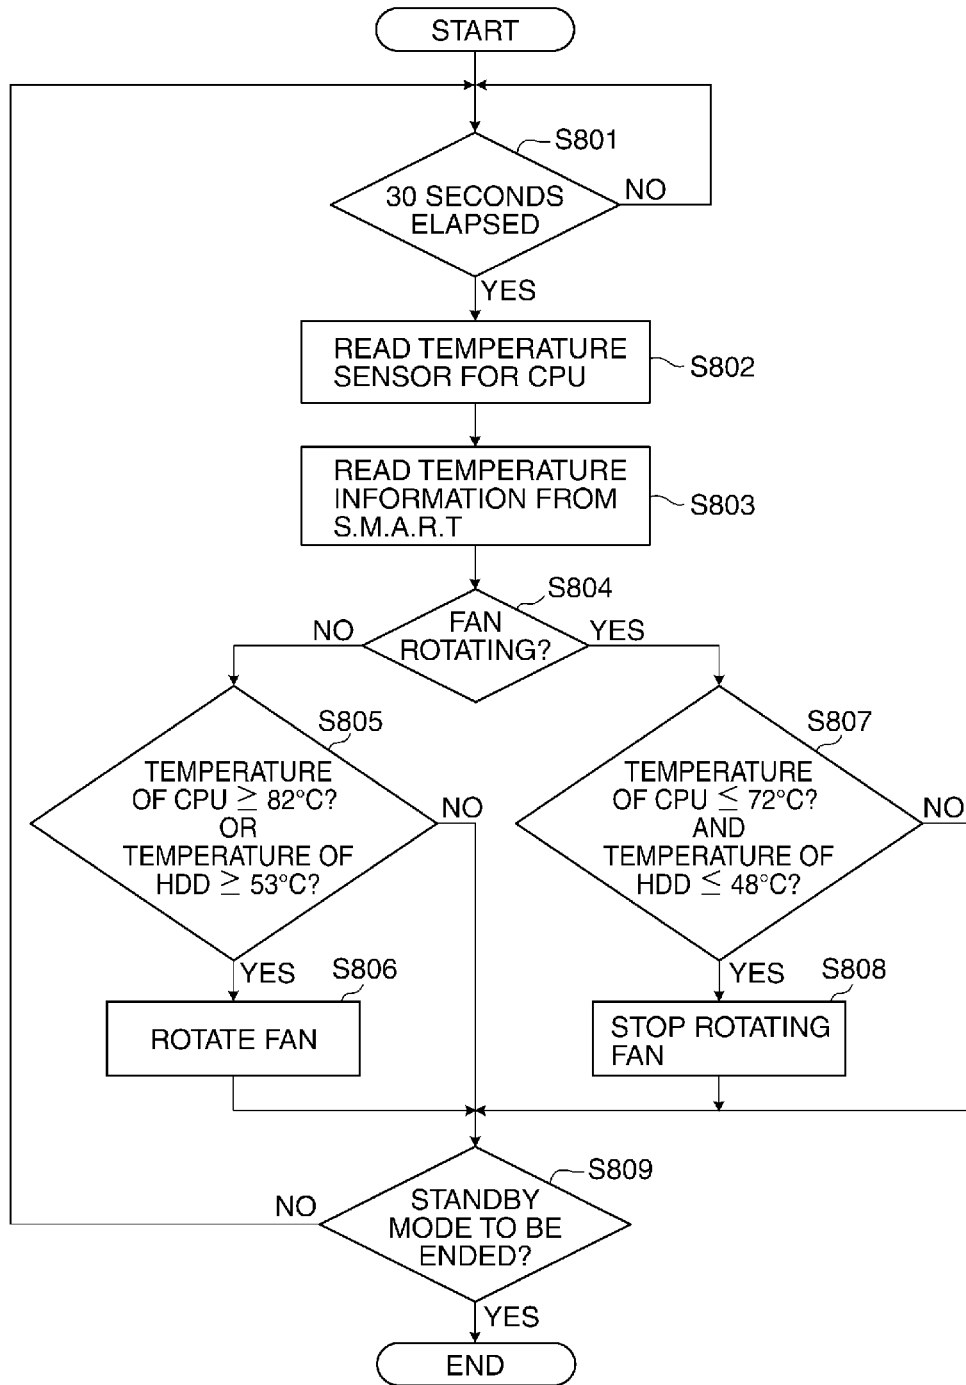 START
S801
30 SECONDS
ELAPSED
NO
YES
READ TEMPERATURE
SENSOR FOR CPU
S802
READ TEMPERATURE
INFORMATION FROM
S.M.A.R.T
S803
S804
NO
FAN
ROTATING?
YES
S805
TEMPERATURE
OF CPU ≧ 82°C?
OR
TEMPERATURE OF
HDD ≧ 53°C?
NO
YES
S806
ROTATE FAN
S807
TEMPERATURE
OF CPU ≦ 72°C?
AND
TEMPERATURE OF
HDD ≦ 48°C?
NO
YES
S808
STOP ROTATING
FAN
S809
NO
STANDBY
MODE TO BE
ENDED?
YES
END